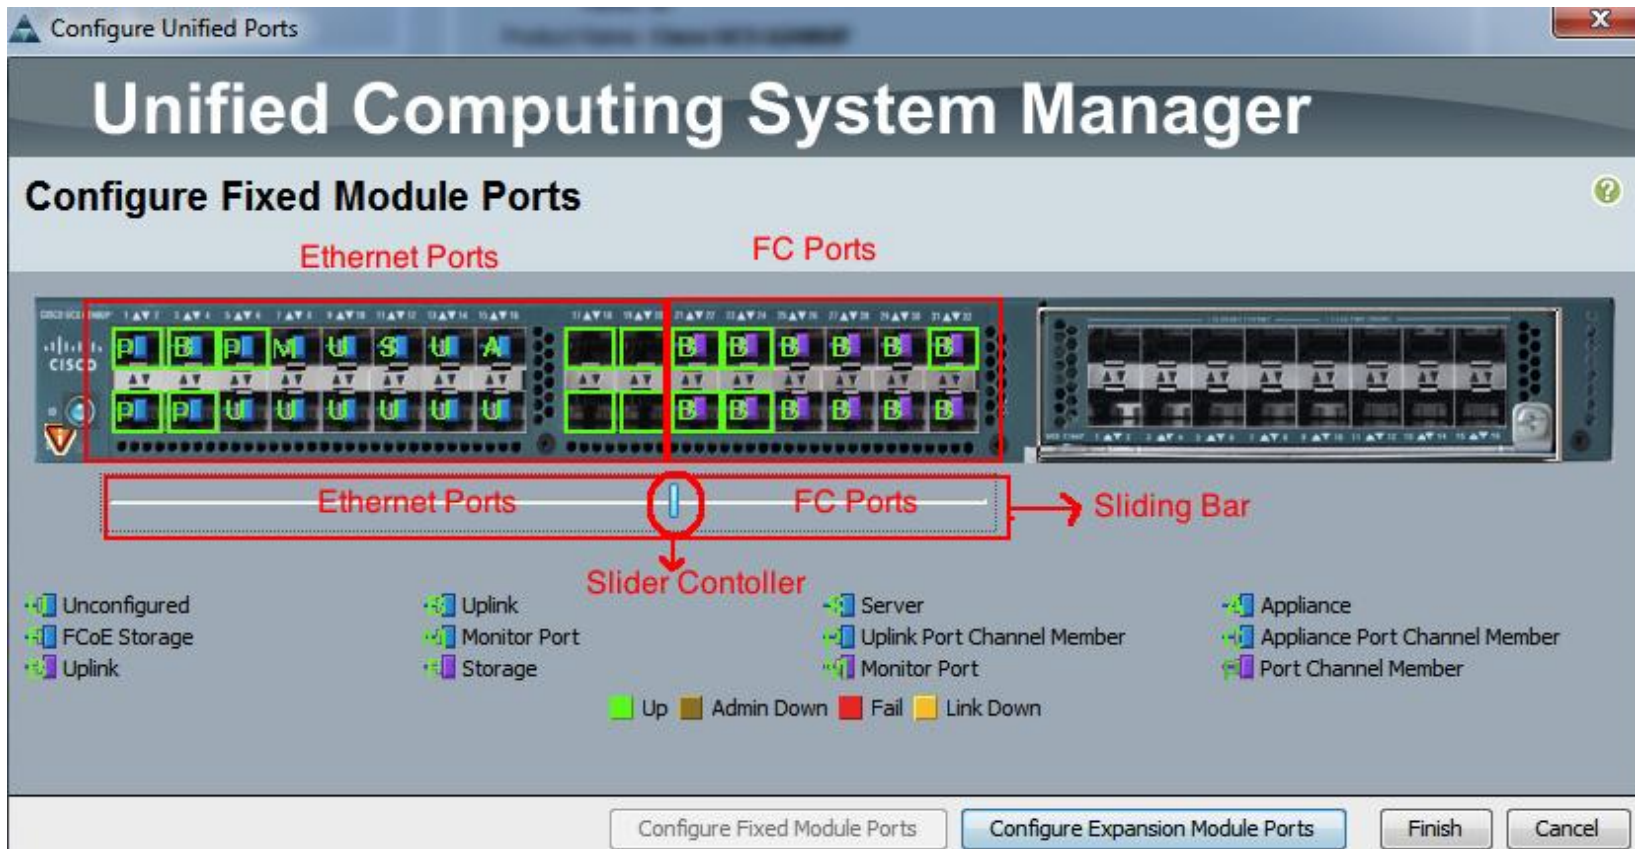 Configure Unified Ports
Unified Computing System Manager
Configure Fixed Module Ports
Ethernet Ports
FC Ports
CISCO
P B P M U S U A B B B B B B
P P U U U U U U B B B B B B
Ethernet Ports
FC Ports
Sliding Bar
Slider Contoller
Unconfigured
Uplink
Server
Appliance
FCoE Storage
Monitor Port
Uplink Port Channel Member
Appliance Port Channel Member
Uplink
Storage
Monitor Port
Port Channel Member
Up
Admin Down
Fail
Link Down
Configure Fixed Module Ports
Configure Expansion Module Ports
Finish
Cancel